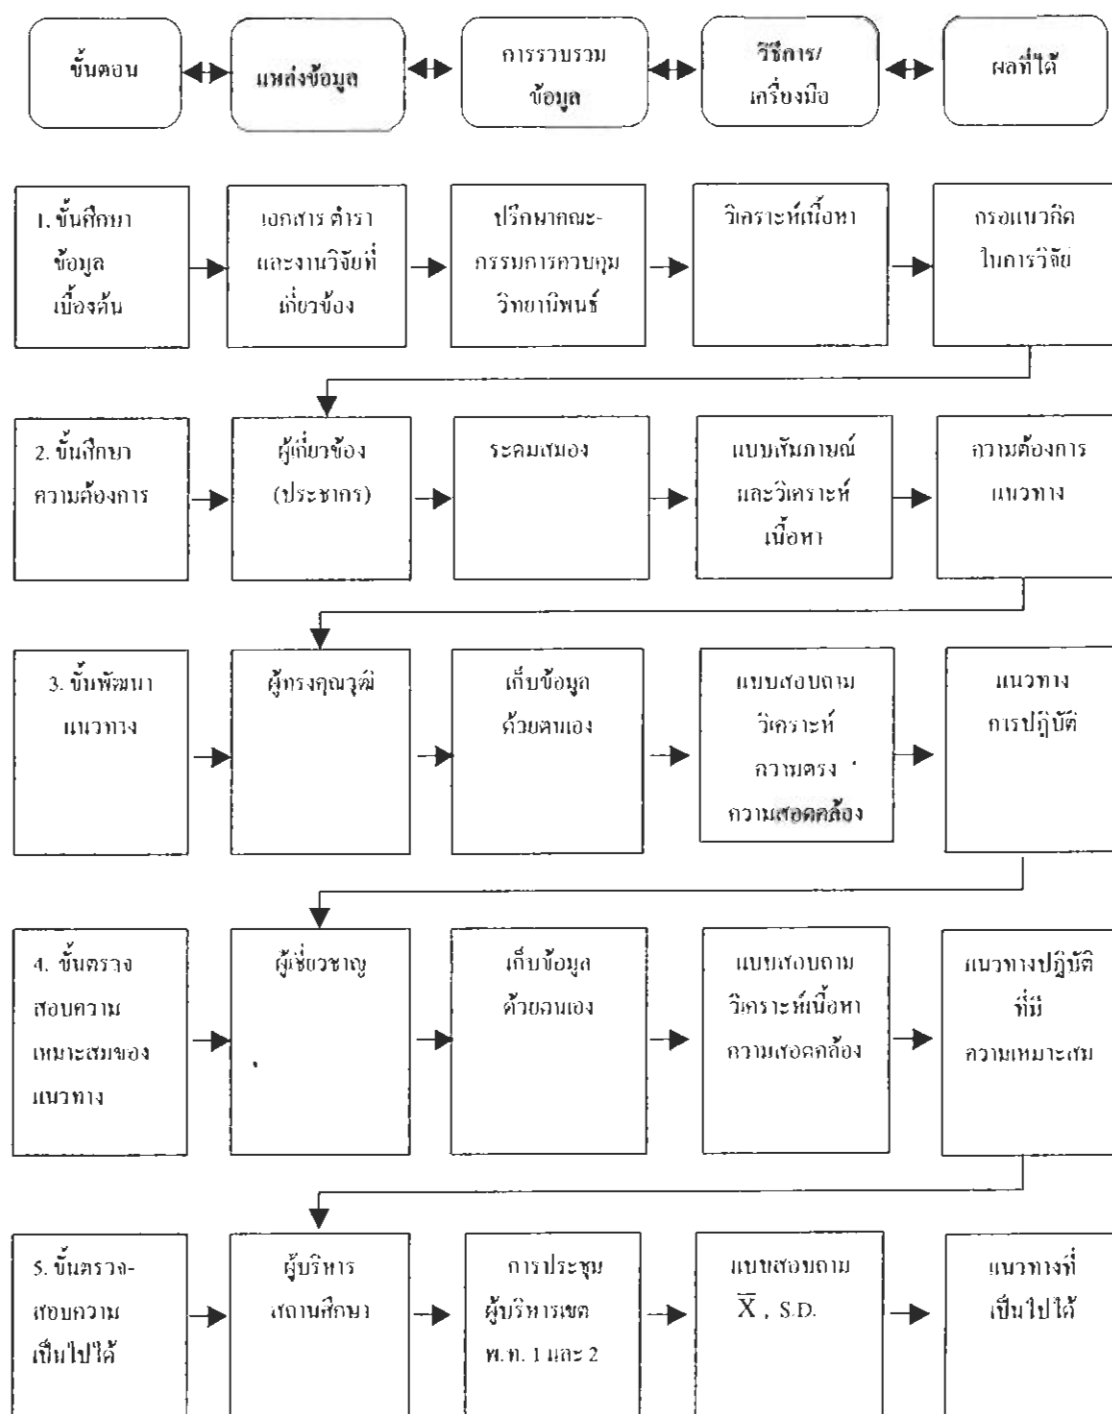 ขั้นตอน
แหล่งข้อมูล
การรวบรวม
ข้อมูล
วิธีการ/
เครื่องมือ
ผลที่ได้
1. ขั้นศึกษา
ข้อมูล
เบื้องต้น
เอกสาร ตำรา
และงานวิจัยที่
เกี่ยวข้อง
ปรึกษาคณะ-
กรรมการควบคุม
วิทยานิพนธ์
วิเคราะห์เนื้อหา
กรอบแนวคิด
ในการวิจัย
2. ขั้นศึกษา
ความต้องการ
ผู้เกี่ยวข้อง
(ประชากร)
ระดมสมอง
แบบสัมภาษณ์
และวิเคราะห์
เนื้อหา
ความต้องการ
แนวทาง
3. ขั้นพัฒนา
แนวทาง
ผู้ทรงคุณวุฒิ
เก็บข้อมูล
ด้วยตนเอง
แบบสอบถาม
วิเคราะห์
ความตรง
ความสอดคล้อง
แนวทาง
การปฏิบัติ
4. ขั้นตรวจ
สอบความ
เหมาะสมของ
แนวทาง
ผู้เชี่ยวชาญ
เก็บข้อมูล
ด้วยตนเอง
แบบสอบถาม
วิเคราะห์เนื้อหา
ความสอดคล้อง
แนวทางปฏิบัติ
ที่มี
ความเหมาะสม
5. ขั้นตรวจ-
สอบความ
เป็นไปได้
ผู้บริหาร
สถานศึกษา
การประชุม
ผู้บริหารเขต
พ.ท. 1 และ 2
แบบสอบถาม
X̄ , S.D.
แนวทางที่
เป็นไปได้